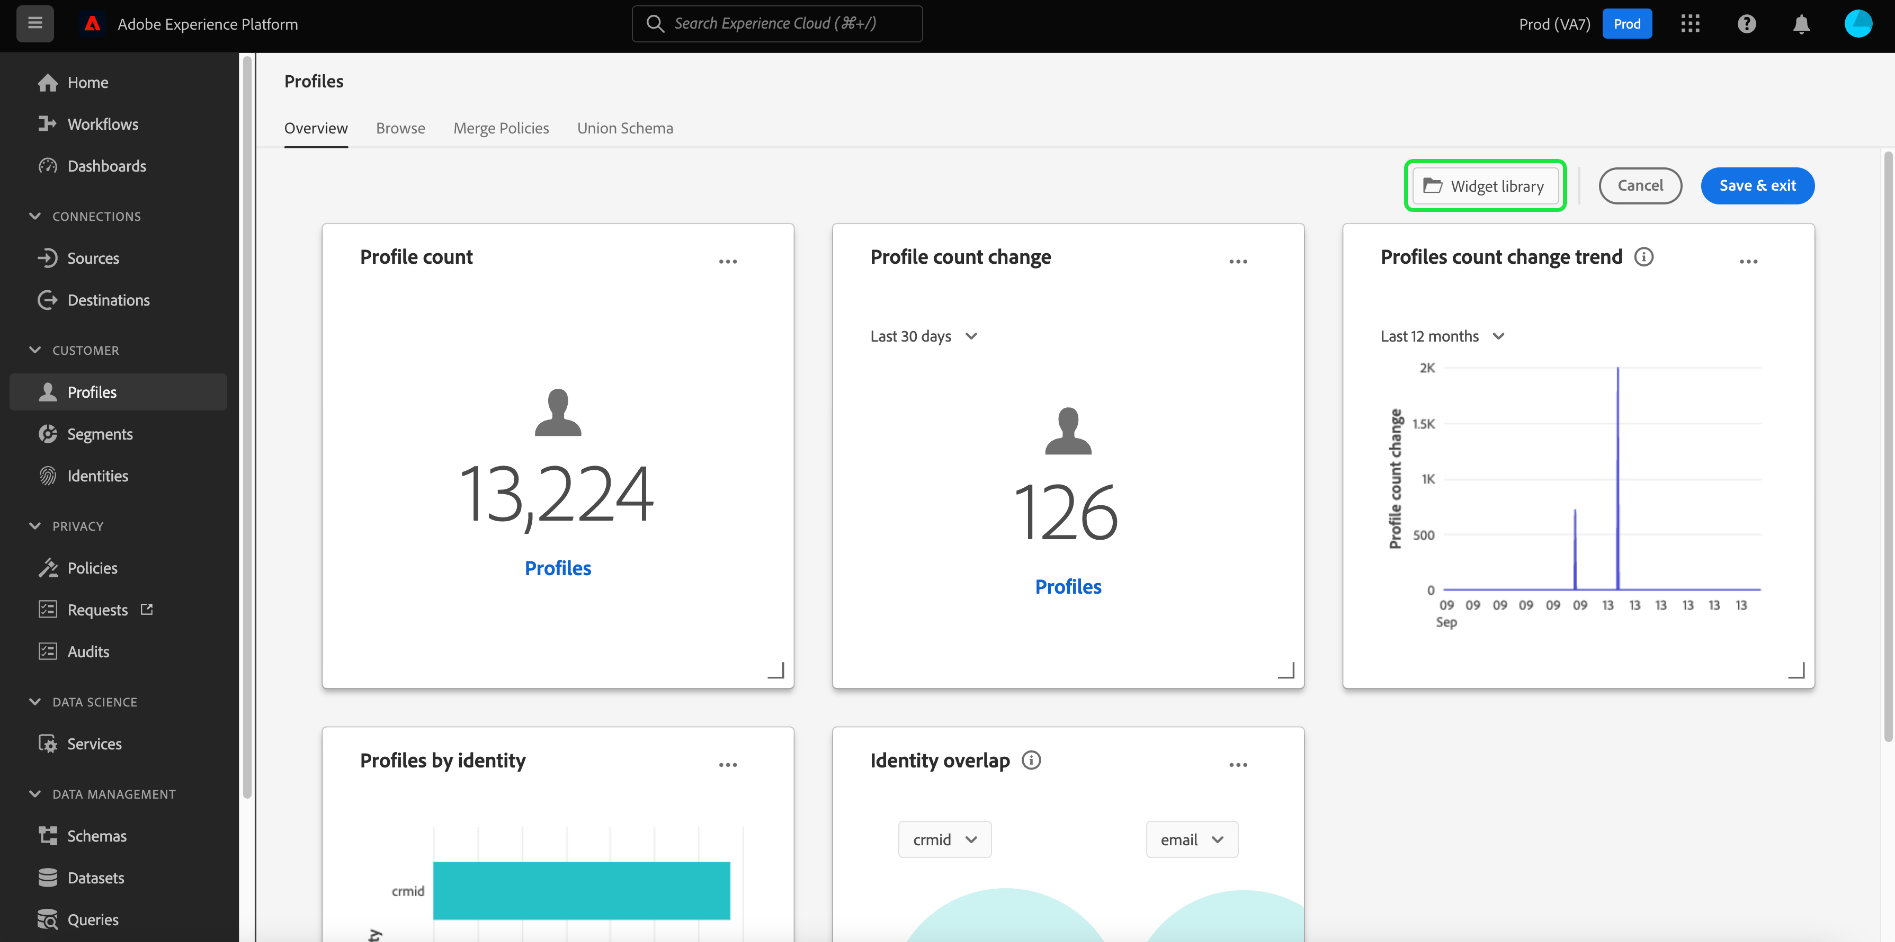 Adobe Experience Platform
Search Experience Cloud (⌘+/)
Prod (VA7)
Prod
Home
Workflows
Dashboards
CONNECTIONS
Sources
Destinations
CUSTOMER
Profiles
Segments
Identities
PRIVACY
Policies
Requests
Audits
DATA SCIENCE
Services
DATA MANAGEMENT
Schemas
Datasets
Queries
Profiles
Overview
Browse
Merge Policies
Union Schema
Widget library
Cancel
Save & exit
Profile count
...
13,224
Profiles
Profile count change
...
Last 30 days
126
Profiles
Profiles count change trend
...
Last 12 months
Profile count change
2K
1.5K
1K
500
0
09 09 09 09 09 09 13 13 13 13 13 13
Sep
Profiles by identity
...
crmid
ty
Identity overlap
...
crmid
email